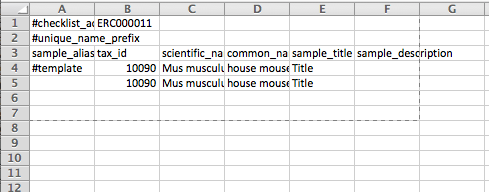 A B C D E F G
1 #checklist_ac ERC000011
2 #unique_name_prefix
3 sample_alias tax_id scientific_na common_na sample_title sample_description
4 #template 10090 Mus musculu house mouse Title
5 10090 Mus musculu house mouse Title
6
7
8
9
10
11
12